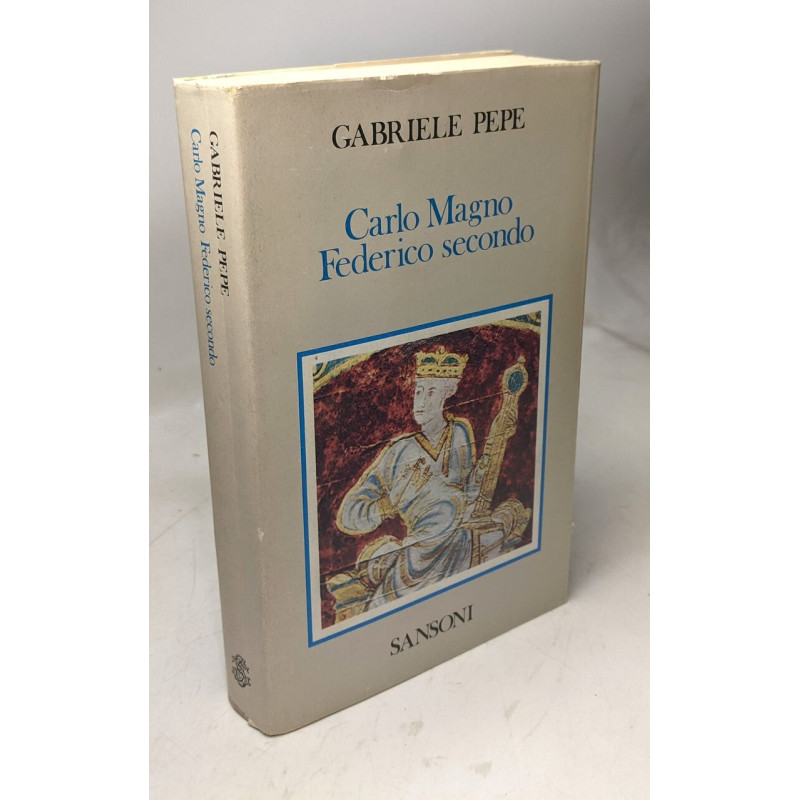 GABRIELE PEPE
Carlo Magno
Federico secondo
SANSONI
GABRIELE PEPE
Carlo Magno Federico secondo